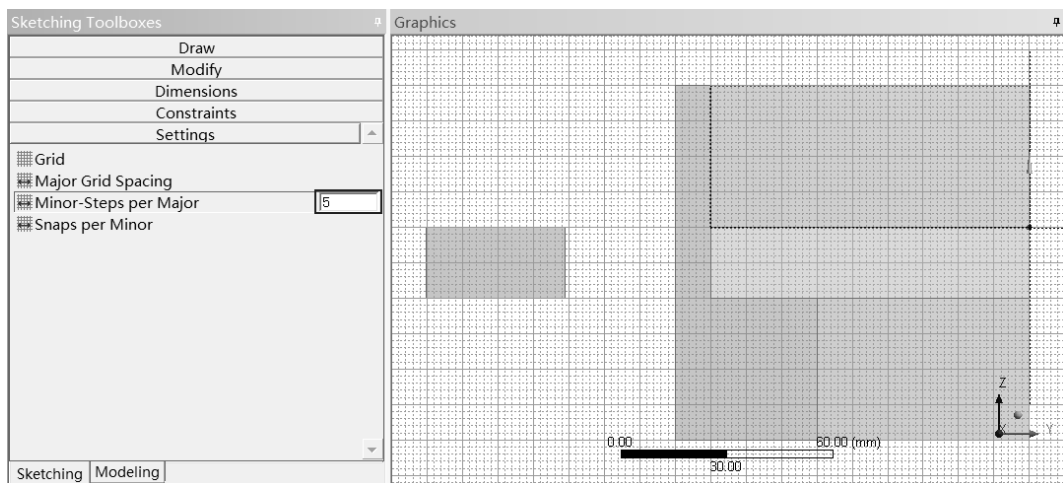 Sketching Toolboxes
Draw
Modify
Dimensions
Constraints
Settings
Grid
Major Grid Spacing
Minor-Steps per Major 5
Snaps per Minor
Sketching Modeling
Graphics
Z
X
Y
0.00 60.00 (mm)
30.00